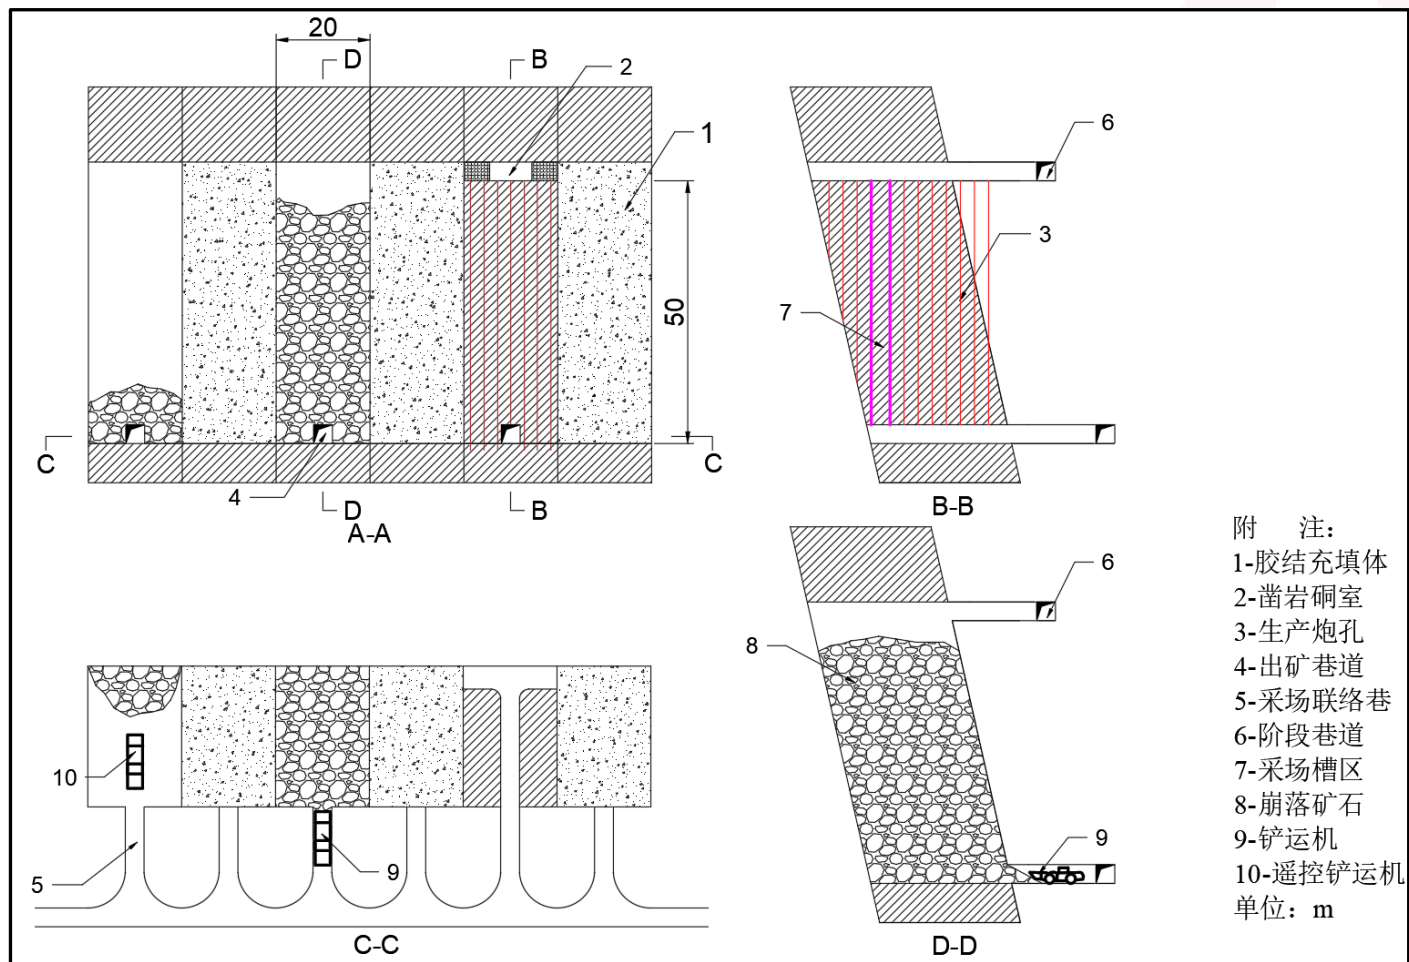 20
D
B
2
1
50
C
C
4
D
B
A-A
6
3
7
B-B
6
8
9
D-D
10
5
9
C-C
附 注：
1-胶结充填体
2-凿岩硐室
3-生产炮孔
4-出矿巷道
5-采场联络巷
6-阶段巷道
7-采场槽区
8-崩落矿石
9-铲运机
10-遥控铲运机
单位：m